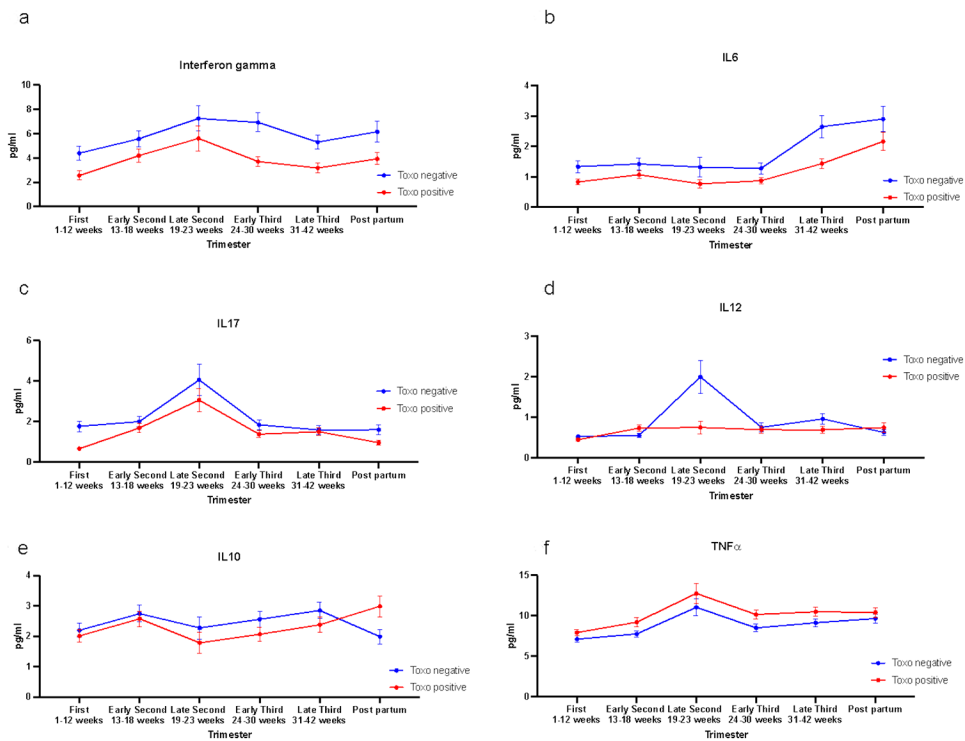 a
Interferon gamma
10
8
6
4
2
0
pg/ml
Toxo negative
Toxo positive
First
1-12 weeks
Early Second
13-18 weeks
Late Second
19-23 weeks
Early Third
24-30 weeks
Late Third
31-42 weeks
Post partum
Trimester
b
IL6
4
3
2
1
0
pg/ml
Toxo negative
Toxo positive
First
1-12 weeks
Early Second
13-18 weeks
Late Second
19-23 weeks
Early Third
24-30 weeks
Late Third
31-42 weeks
Post partum
Trimester
c
IL17
6
4
2
0
pg/ml
Toxo negative
Toxo positive
First
1-12 weeks
Early Second
13-18 weeks
Late Second
19-23 weeks
Early Third
24-30 weeks
Late Third
31-42 weeks
Post partum
Trimester
d
IL12
3
2
1
0
pg/ml
Toxo negative
Toxo positive
First
1-12 weeks
Early Second
13-18 weeks
Late Second
19-23 weeks
Early Third
24-30 weeks
Late Third
31-42 weeks
Post partum
Trimester
e
IL10
4
3
2
1
0
pg/ml
Toxo negative
Toxo positive
First
1-12 weeks
Early Second
13-18 weeks
Late Second
19-23 weeks
Early Third
24-30 weeks
Late Third
31-42 weeks
Post partum
Trimester
f
TNFα
15
10
5
0
pg/ml
Toxo negative
Toxo positive
First
1-12 weeks
Early Second
13-18 weeks
Late Second
19-23 weeks
Early Third
24-30 weeks
Late Third
31-42 weeks
Post partum
Trimester